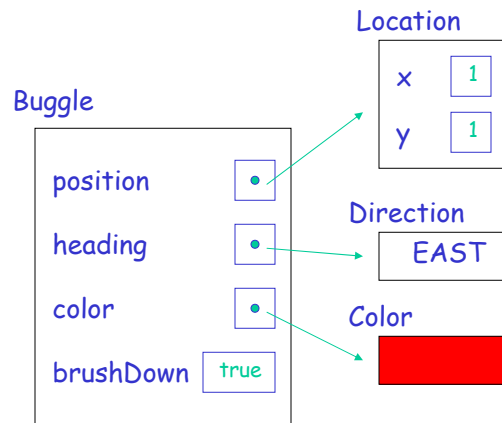 Buggle
position
heading
color
brushDown true
Location
x 1
y 1
Direction
EAST
Color